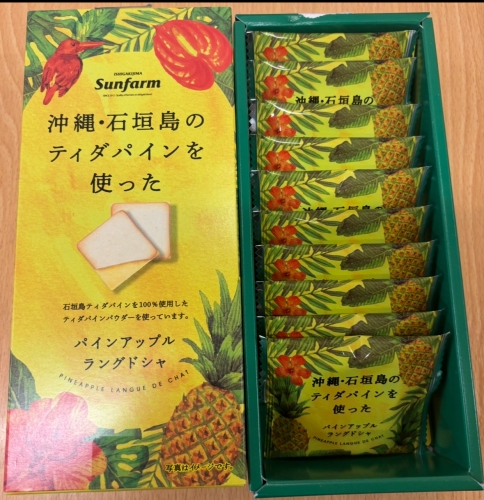 ISHIGAKIJIMA
Sunfarm
沖縄・石垣島の
ティダパインを
使った
石垣島ティダパインを100%使用した
ティダパインパウダーを使っています。
パインアップル
ラングドシャ
PINEAPPLE LANGUE DE CHAT
写真はイメージです。
沖縄・石垣島の
沖縄・石垣島の
沖縄・石垣島の
ティダパインを
使った
パインアップル
ラングドシャ
PINEAPPLE LANGUE DE CHAT